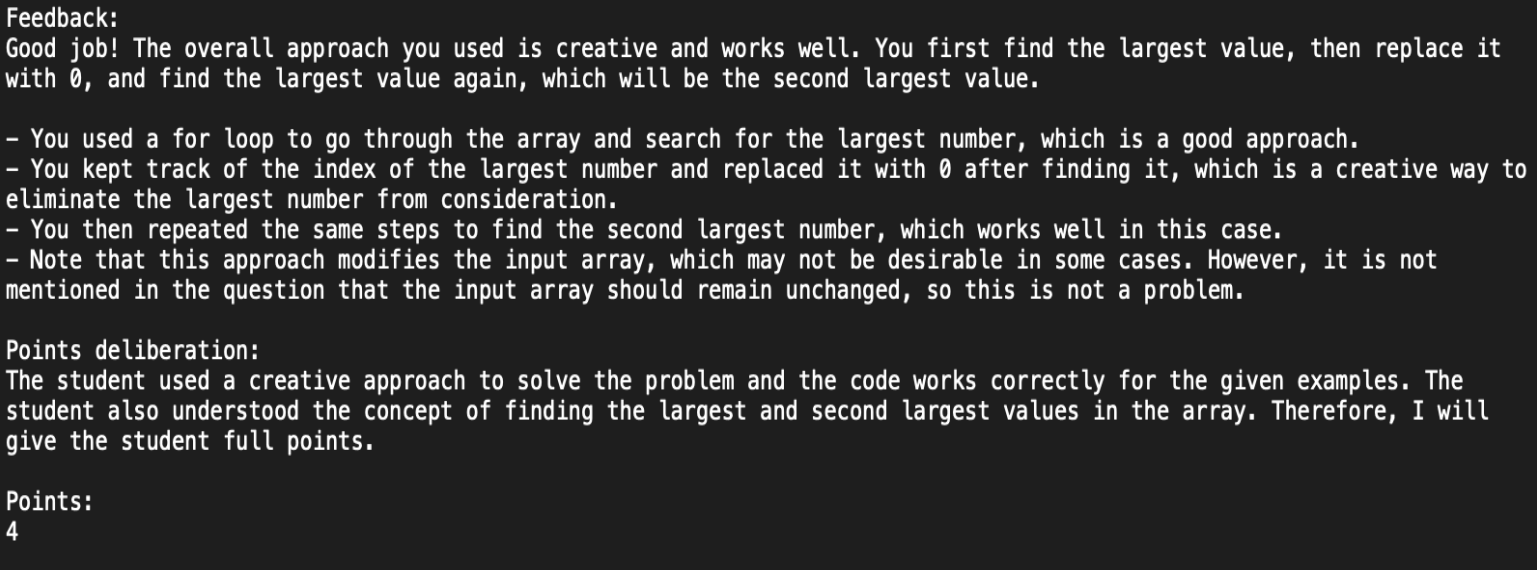 Feedback:
Good job! The overall approach you used is creative and works well. You first find the largest value, then replace it
with 0, and find the largest value again, which will be the second largest value.
– You used a for loop to go through the array and search for the largest number, which is a good approach.
– You kept track of the index of the largest number and replaced it with 0 after finding it, which is a creative way to
eliminate the largest number from consideration.
– You then repeated the same steps to find the second largest number, which works well in this case.
– Note that this approach modifies the input array, which may not be desirable in some cases. However, it is not
mentioned in the question that the input array should remain unchanged, so this is not a problem.
Points deliberation:
The student used a creative approach to solve the problem and the code works correctly for the given examples. The
student also understood the concept of finding the largest and second largest values in the array. Therefore, I will
give the student full points.
Points:
4